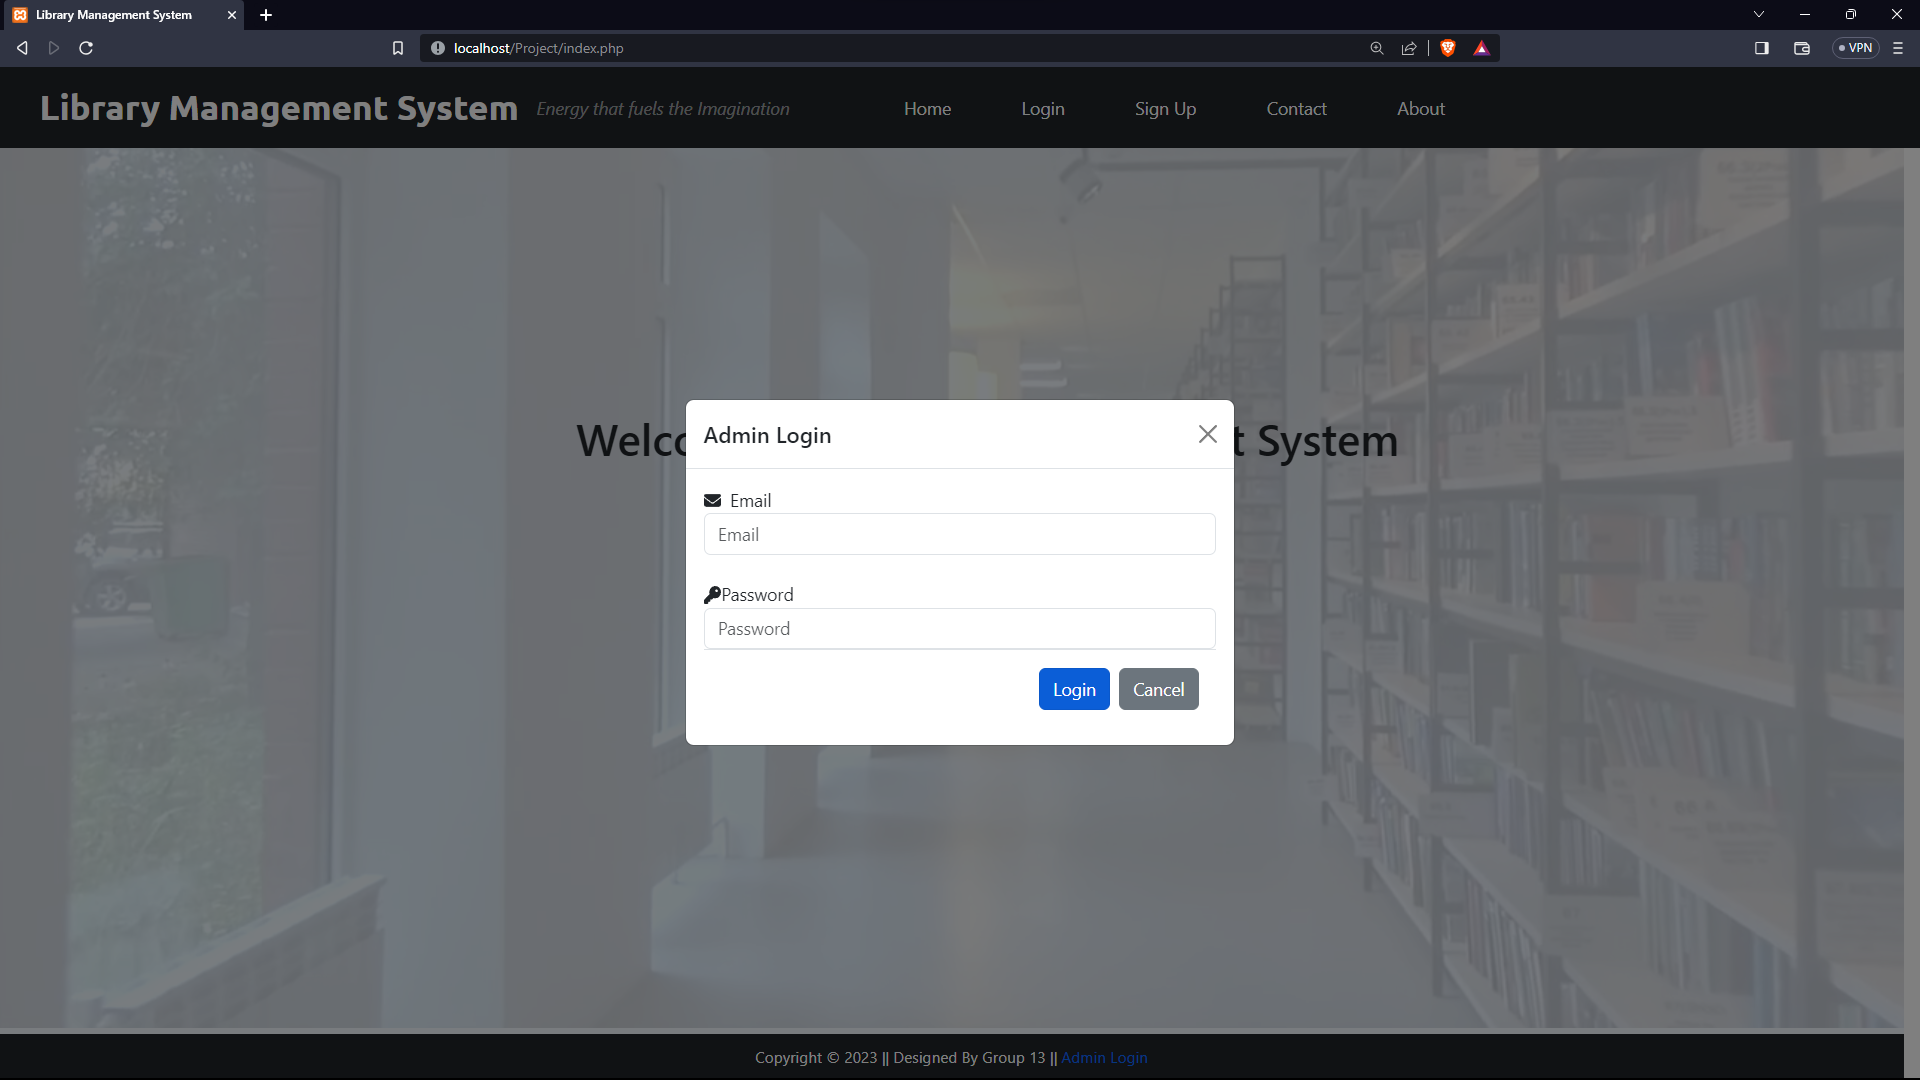 Library Management System
localhost/Project/index.php
VPN
Library Management System Energy that fuels the Imagination Home Login Sign Up Contact About
Admin Login
t System
Email
Email
Password
Password
Login Cancel
Copyright © 2023 || Designed By Group 13 || Admin Login